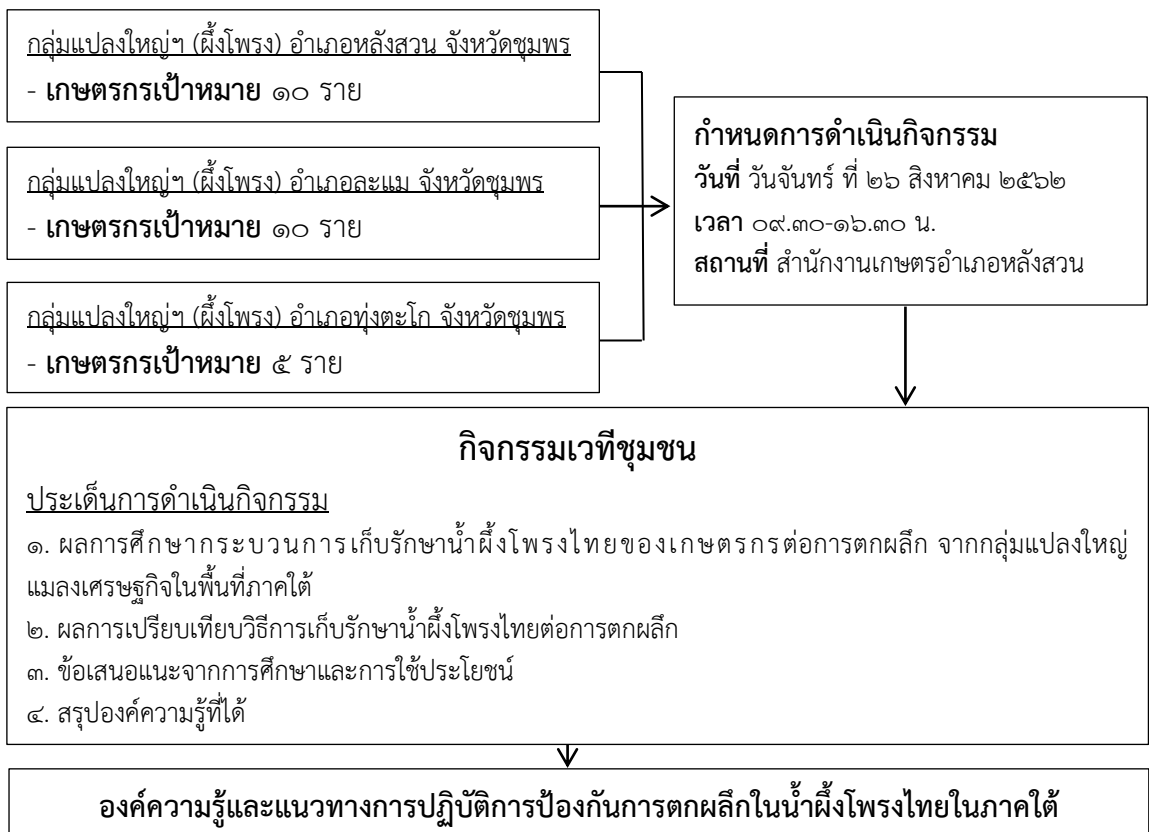 กลุ่มแปลงใหญ่ฯ (ผึ้งโพรง) อำเภอหลังสวน จังหวัดชุมพร
- เกษตรกรเป้าหมาย ๑๐ ราย
กลุ่มแปลงใหญ่ฯ (ผึ้งโพรง) อำเภอละแม จังหวัดชุมพร
- เกษตรกรเป้าหมาย ๑๐ ราย
กลุ่มแปลงใหญ่ฯ (ผึ้งโพรง) อำเภอทุ่งตะโก จังหวัดชุมพร
- เกษตรกรเป้าหมาย ๕ ราย
กำหนดการดำเนินกิจกรรม
วันที่ วันจันทร์ ที่ ๒๖ สิงหาคม ๒๕๖๒
เวลา ๐๙.๓๐-๑๖.๓๐ น.
สถานที่ สำนักงานเกษตรอำเภอหลังสวน
กิจกรรมเวทีชุมชน
ประเด็นการดำเนินกิจกรรม
๑. ผลการศึกษากระบวนการเก็บรักษาน้ำผึ้งโพรงไทยของเกษตรกรต่อการตกผลึก จากกลุ่มแปลงใหญ่
แมลงเศรษฐกิจในพื้นที่ภาคใต้
๒. ผลการเปรียบเทียบวิธีการเก็บรักษาน้ำผึ้งโพรงไทยต่อการตกผลึก
๓. ข้อเสนอแนะจากการศึกษาและการใช้ประโยชน์
๔. สรุปองค์ความรู้ที่ได้
องค์ความรู้และแนวทางการปฏิบัติการป้องกันการตกผลึกในน้ำผึ้งโพรงไทยในภาคใต้